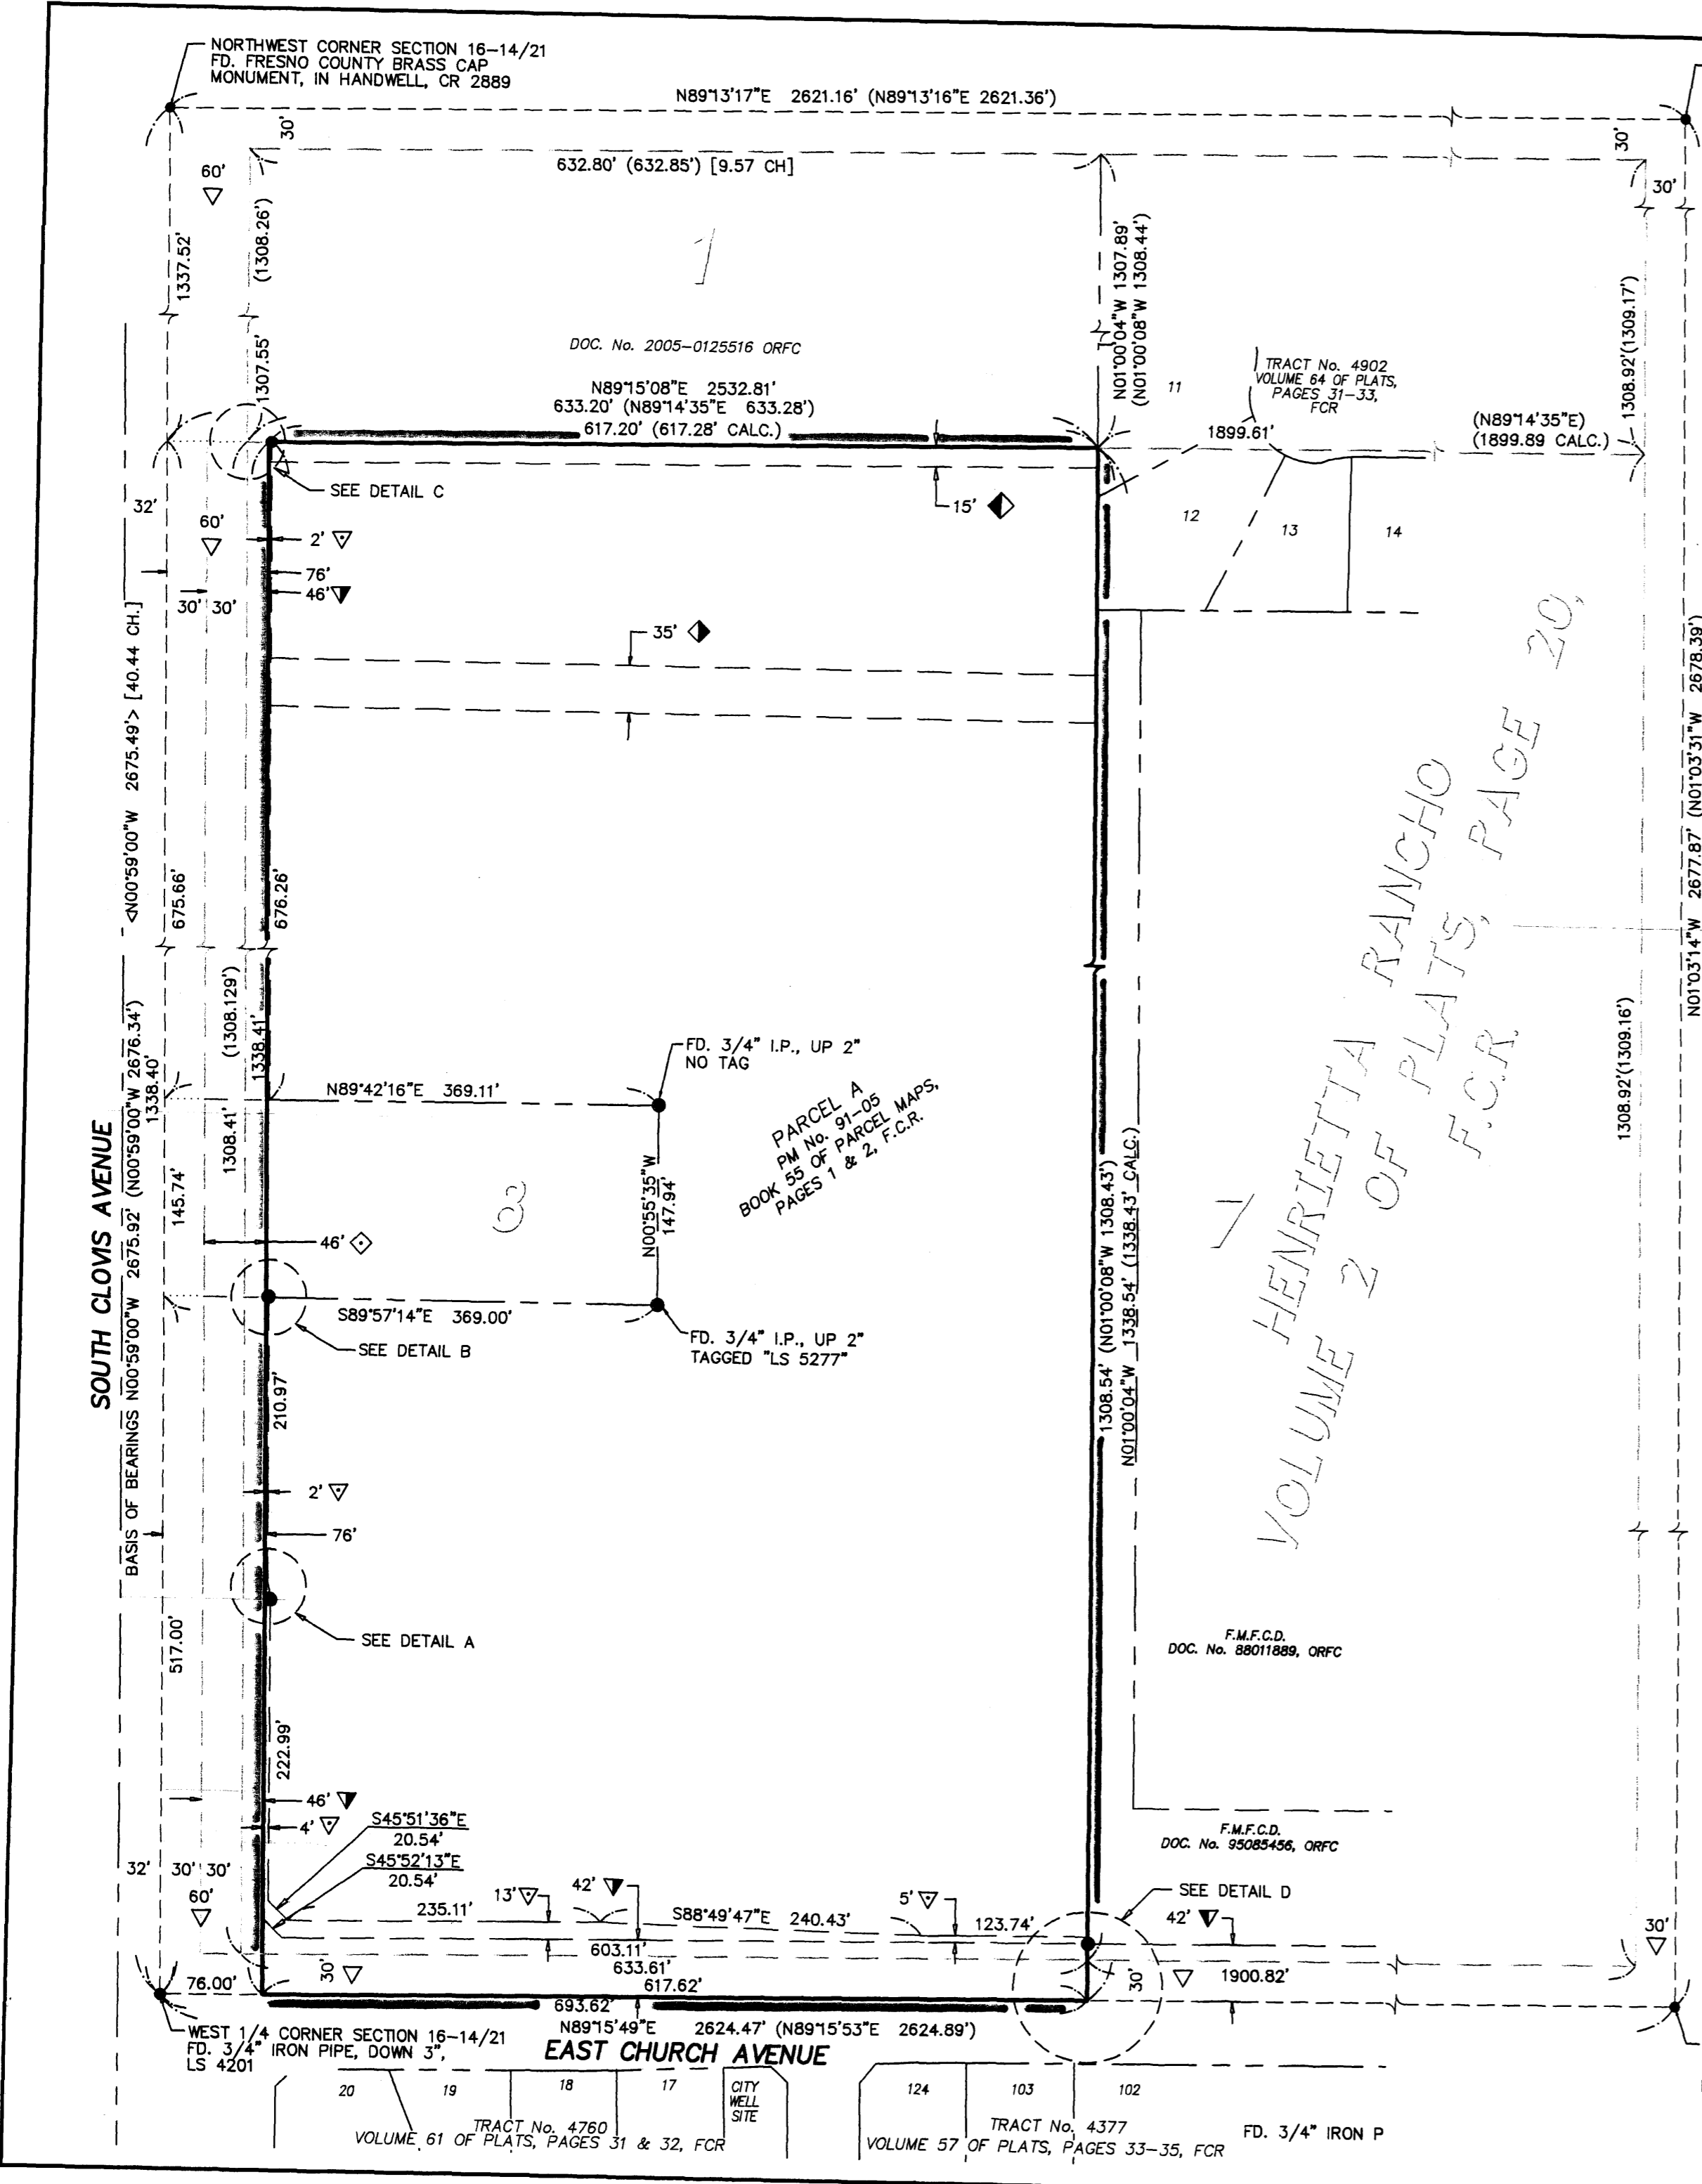 NORTHWEST CORNER SECTION 16-14/21
FD. FRESNO COUNTY BRASS CAP
MONUMENT, IN HANDWELL, CR 2889
N89°13'17"E 2621.16' (N89°13'16"E 2621.36')
30'
30'
632.80' (632.85') [9.57 CH]
60'
30'
1337.52'
(1308.26')
1307.55'
1
N01°00'04"W 1307.89'
(N01°00'08"W 1308.44')
1308.92'(1309.17')
DOC. No. 2005-0125516 ORFC
N89°15'08"E 2532.81'
633.20' (N89°14'35"E 633.28')
617.20' (617.28' CALC.)
11
TRACT No. 4902
VOLUME 64 OF PLATS,
PAGES 31-33,
FCR
1899.61'
(N89°14'35"E)
(1899.89 CALC.)
SEE DETAIL C
32'
60'
15'
12
13
14
2'
76'
46'
30' 30'
35'
<N00°59'00"W 2675.49'> [40.44 CH.]
675.66'
676.26'
HENRIETTA RANCHO
VOLUME 2 OF PLATS, PAGE 20,
F.C.R.
N01°03'14"W 2677.87' (N01°03'31"W 2678.39')
SOUTH CLOVIS AVENUE
BASIS OF BEARINGS N00°59'00"W 2675.92' (N00°59'00"W 2676.34')
1338.40'
(1308.129')
1338.41'
1308.41'
FD. 3/4" I.P., UP 2"
NO TAG
N89°42'16"E 369.11'
PARCEL A
PM No. 91-05
BOOK 55 OF PARCEL MAPS,
PAGES 1 & 2, F.C.R.
145.74'
N00°55'35"W
147.94'
46'
S89°57'14"E 369.00'
FD. 3/4" I.P., UP 2"
TAGGED "LS 5277"
SEE DETAIL B
1308.54' (N01°00'08"W 1308.43')
N01°00'04"W 1338.54' (1338.43' CALC.)
7
1308.92'(1309.16')
210.97'
2'
76'
SEE DETAIL A
517.00'
222.99'
F.M.F.C.D.
DOC. No. 88011889, ORFC
46'
4'
S45°51'36"E
20.54'
S45°52'13"E
20.54'
F.M.F.C.D.
DOC. No. 95085456, ORFC
32'
30' 30'
60'
235.11'
13'
42'
S88°49'47"E 240.43'
5'
123.74'
SEE DETAIL D
42'
30'
603.11'
633.61'
617.62'
30'
30'
1900.82'
76.00'
693.62'
N89°15'49"E 2624.47' (N89°15'53"E 2624.89')
WEST 1/4 CORNER SECTION 16-14/21
FD. 3/4" IRON PIPE, DOWN 3",
LS 4201
EAST CHURCH AVENUE
20
19
18
17
CITY
WELL
SITE
124
103
102
TRACT No. 4760
VOLUME 61 OF PLATS, PAGES 31 & 32, FCR
TRACT No. 4377
VOLUME 57 OF PLATS, PAGES 33-35, FCR
FD. 3/4" IRON P